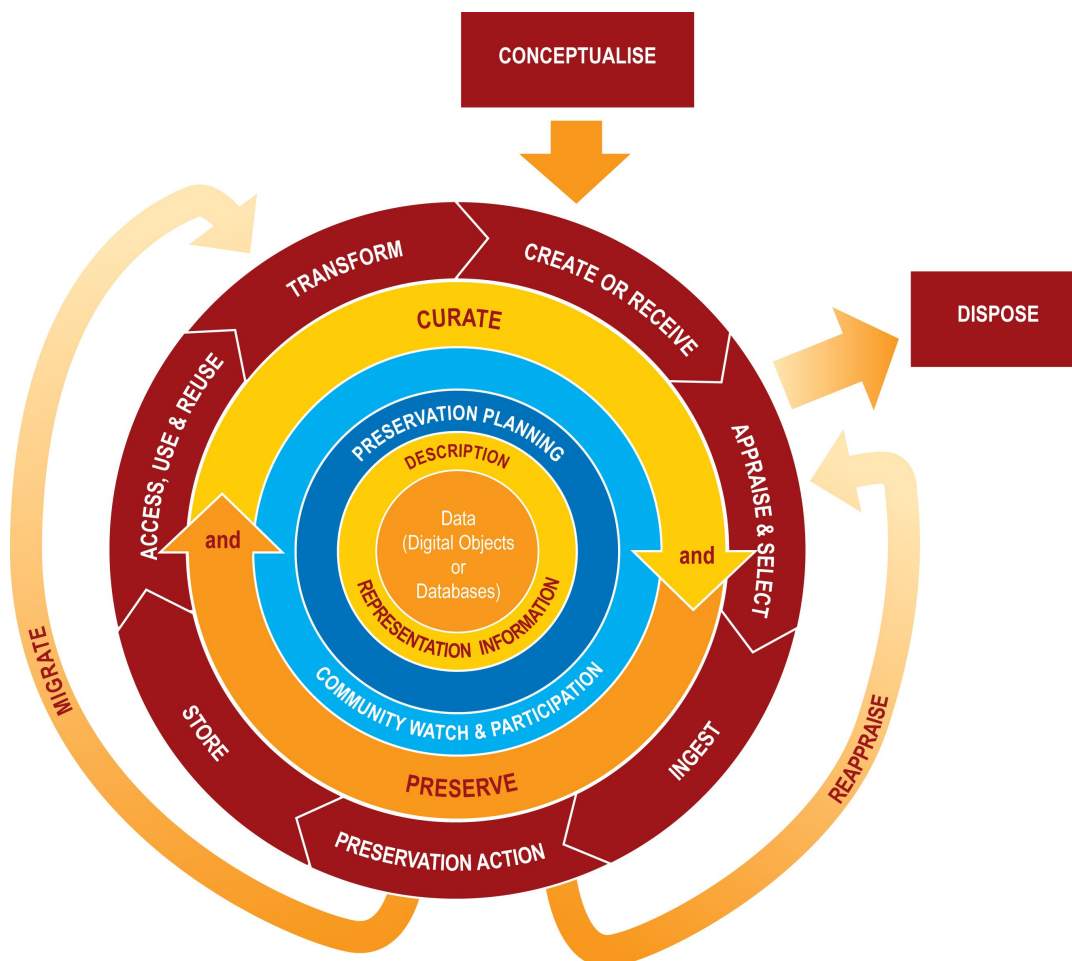 CONCEPTUALISE
DISPOSE
TRANSFORM
CREATE OR RECEIVE
APPRAISE & SELECT
INGEST
PRESERVATION ACTION
STORE
ACCESS, USE & REUSE
CURATE
and
PRESERVE
and
COMMUNITY WATCH & PARTICIPATION
PRESERVATION PLANNING
DESCRIPTION
REPRESENTATION INFORMATION
Data
(Digital Objects
or
Databases)
MIGRATE
REAPPRAISE